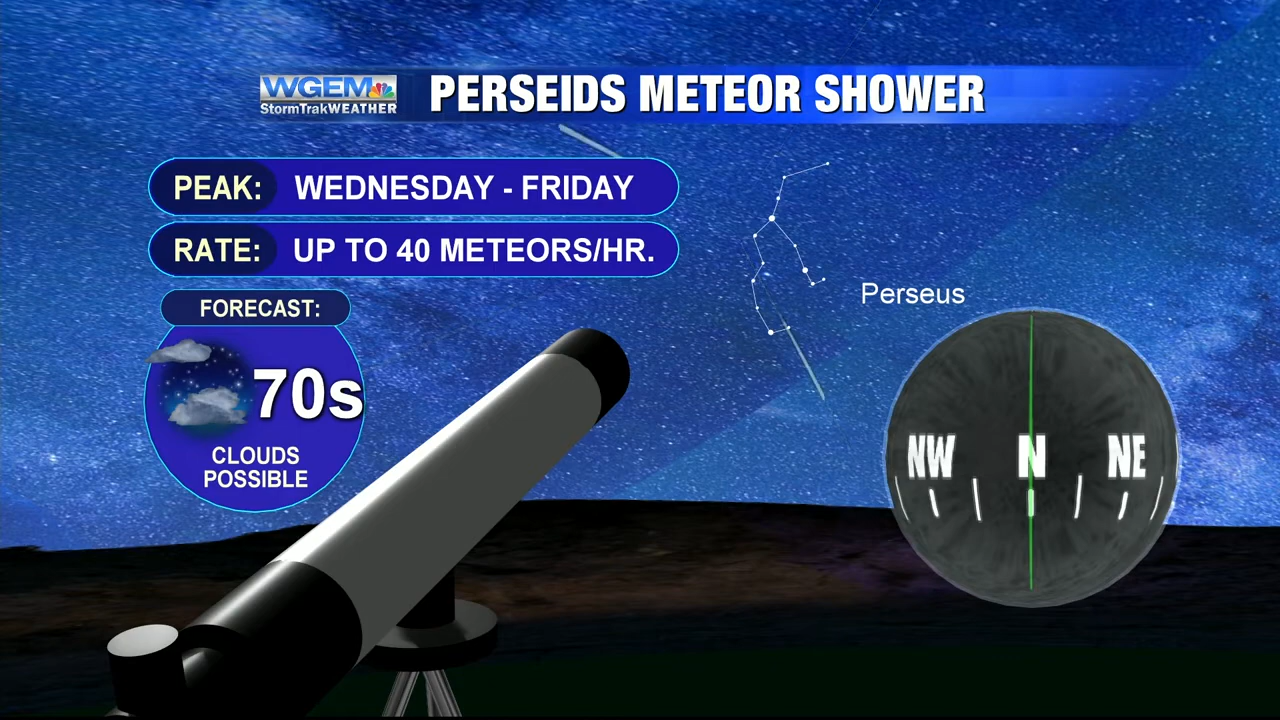 WGEM
StormTrakWEATHER
PERSEIDS METEOR SHOWER
PEAK: WEDNESDAY - FRIDAY
RATE: UP TO 40 METEORS/HR.
FORECAST:
70s
CLOUDS
POSSIBLE
Perseus
NW N NE